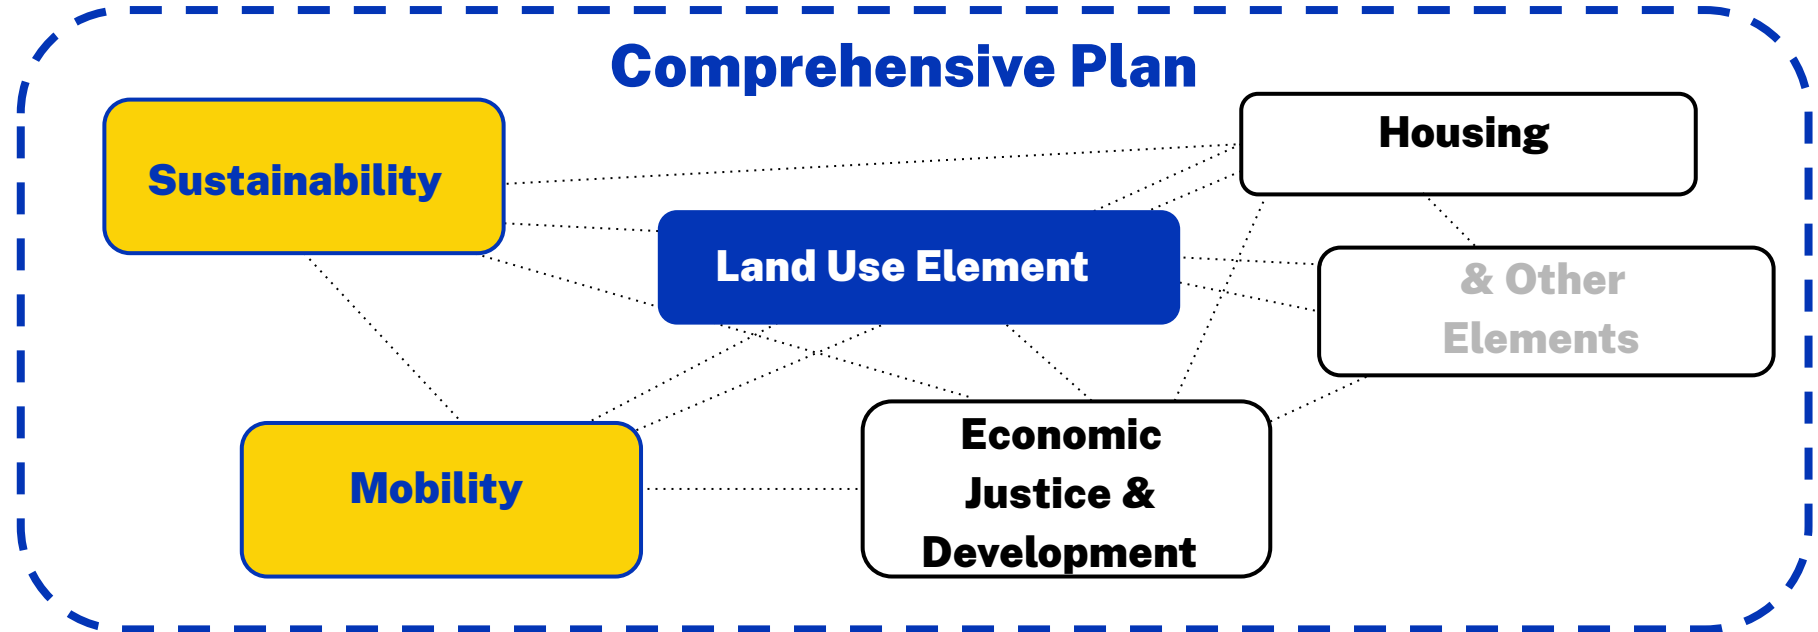 Comprehensive Plan
Sustainability
Housing
Land Use Element
& Other
Elements
Mobility
Economic
Justice &
Development